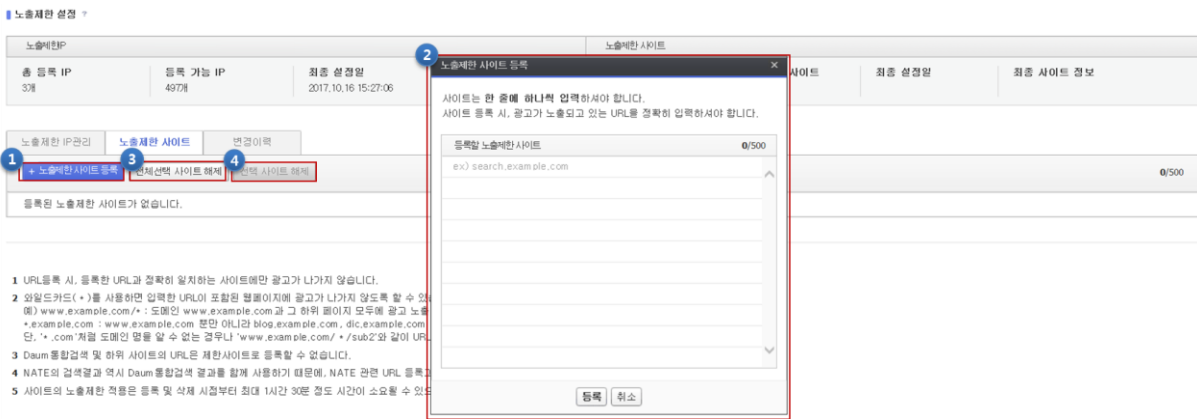 노출제한 설정 ?
노출제한IP
노출제한 사이트
총 등록 IP
등록 가능 IP
최종 설정일
사이트
최종 설정일
최종 사이트 정보
3개
497개
2017.10.16 15:27:06
노출제한 IP관리
노출제한 사이트
변경이력
1
3
4
+ 노출제한 사이트 등록
전체선택 사이트 해제
선택 사이트 해제
0/500
등록된 노출제한 사이트가 없습니다.
2
노출제한 사이트 등록
×
사이트는 한 줄에 하나씩 입력하셔야 합니다.
사이트 등록 시, 광고가 노출되고 있는 URL을 정확히 입력하셔야 합니다.
등록할 노출제한 사이트
0/500
ex) search.example.com
등록
취소
1 URL등록 시, 등록한 URL과 정확히 일치하는 사이트에만 광고가 나가지 않습니다.
2 와일드카드( * )를 사용하면 입력한 URL이 포함된 웹페이지에 광고가 나가지 않도록 할 수 있
예) www.example.com/* : 도메인 www.example.com과 그 하위 페이지 모두에 광고 노출
*.example.com : www.example.com 뿐만 아니라 blog.example.com, dic.example.com
단, '*.com'처럼 도메인 명을 알 수 없는 경우나 'www.example.com/ * /sub2'와 같이 URL
3 Daum통합검색 및 하위 사이트의 URL은 제한사이트로 등록할 수 없습니다.
4 NATE의 검색결과 역시 Daum통합검색 결과를 함께 사용하기 때문에, NATE 관련 URL 등록
5 사이트의 노출제한 적용은 등록 및 삭제 시점부터 최대 1시간 30분 정도 시간이 소요될 수 있